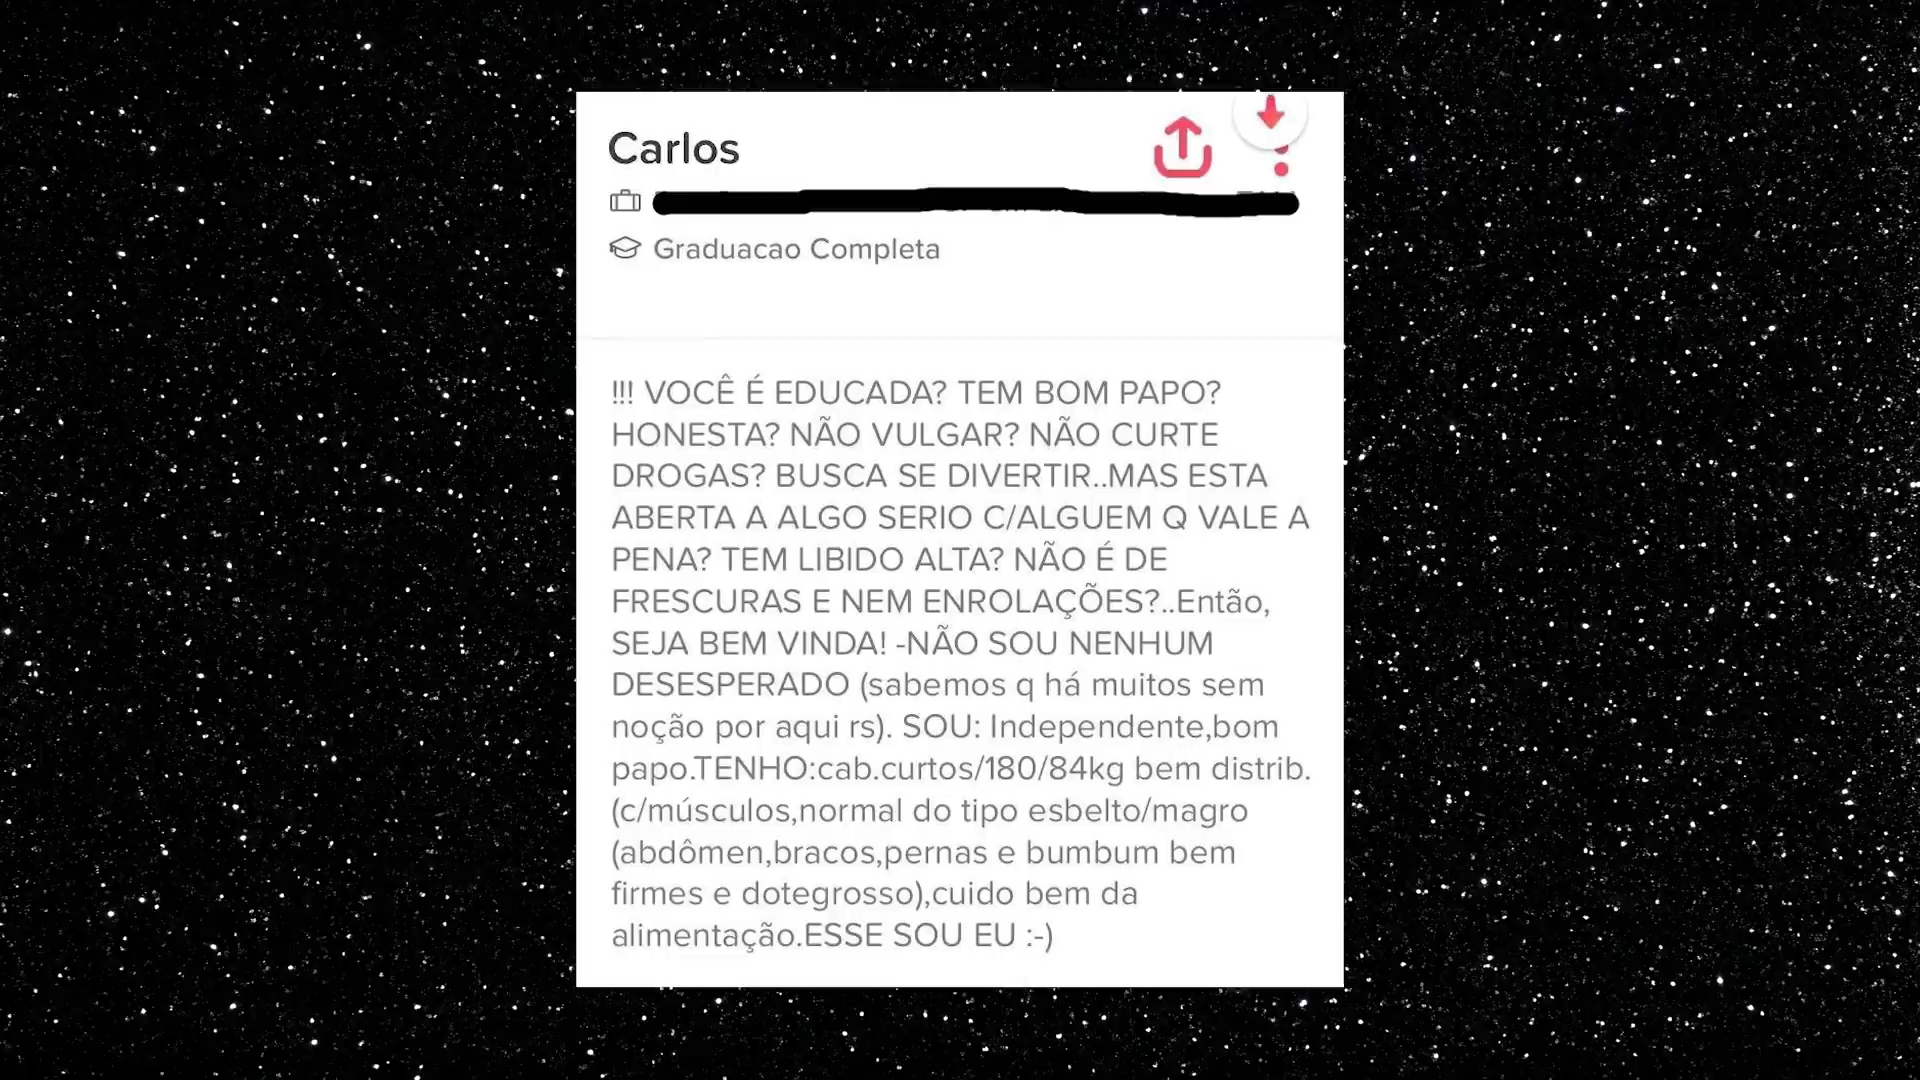 Carlos
Graduacao Completa
!!! VOCÊ É EDUCADA? TEM BOM PAPO?
HONESTA? NÃO VULGAR? NÃO CURTE
DROGAS? BUSCA SE DIVERTIR..MAS ESTA
ABERTA A ALGO SERIO C/ALGUEM Q VALE A
PENA? TEM LIBIDO ALTA? NÃO É DE
FRESCURAS E NEM ENROLAÇÕES?..Então,
SEJA BEM VINDA! -NÃO SOU NENHUM
DESESPERADO (sabemos q há muitos sem
noção por aqui rs). SOU: Independente,bom
papo.TENHO:cab.curtos/180/84kg bem distrib.
(c/músculos,normal do tipo esbelto/magro
(abdômen,bracos,pernas e bumbum bem
firmes e dotegrosso),cuido bem da
alimentação.ESSE SOU EU :-)